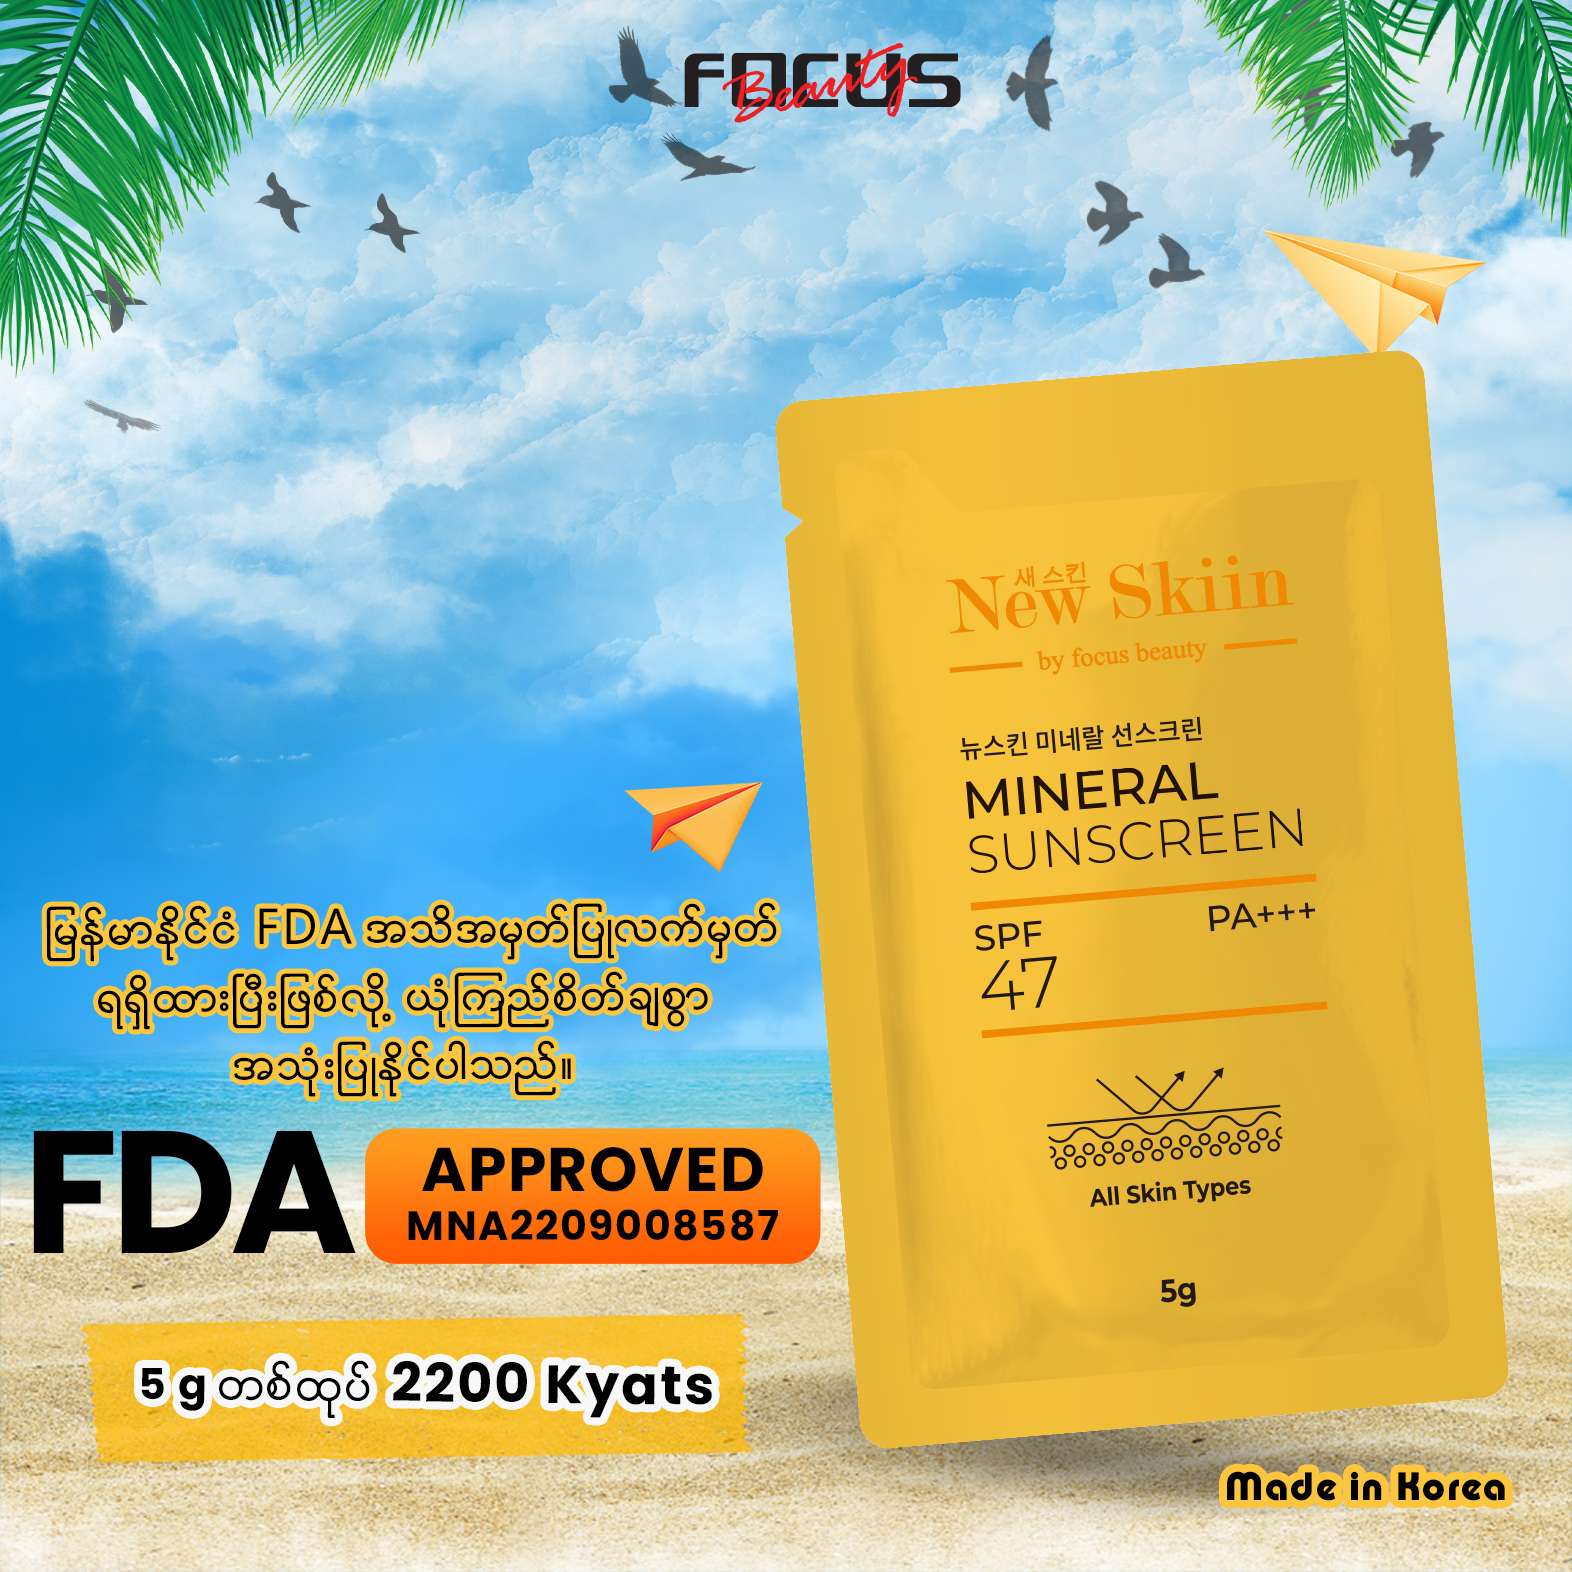 FOCUS
Beauty
새 스킨
New Skiin
by focus beauty
뉴스킨 미네랄 선스크린
MINERAL
SUNSCREEN
SPF
47
PA+++
All Skin Types
5g
မြန်မာနိုင်ငံ FDA အသိအမှတ်ပြုလက်မှတ်
ရရှိထားပြီးဖြစ်လို့ ယုံကြည်စိတ်ချစွာ
အသုံးပြုနိုင်ပါသည်။
FDA
APPROVED
MNA2209008587
5 g တစ်ထုပ် 2200 Kyats
Made in Korea